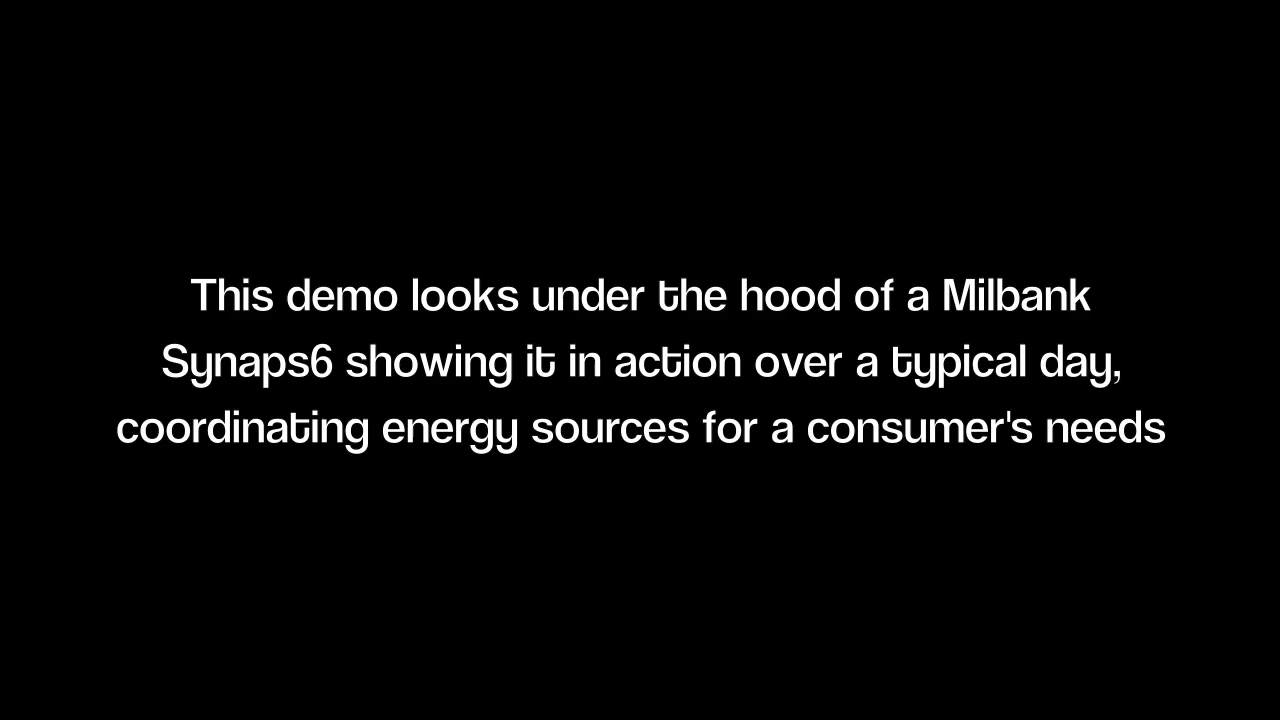 This demo looks under the hood of a Milbank
Synaps6 showing it in action over a typical day,
coordinating energy sources for a consumer's needs